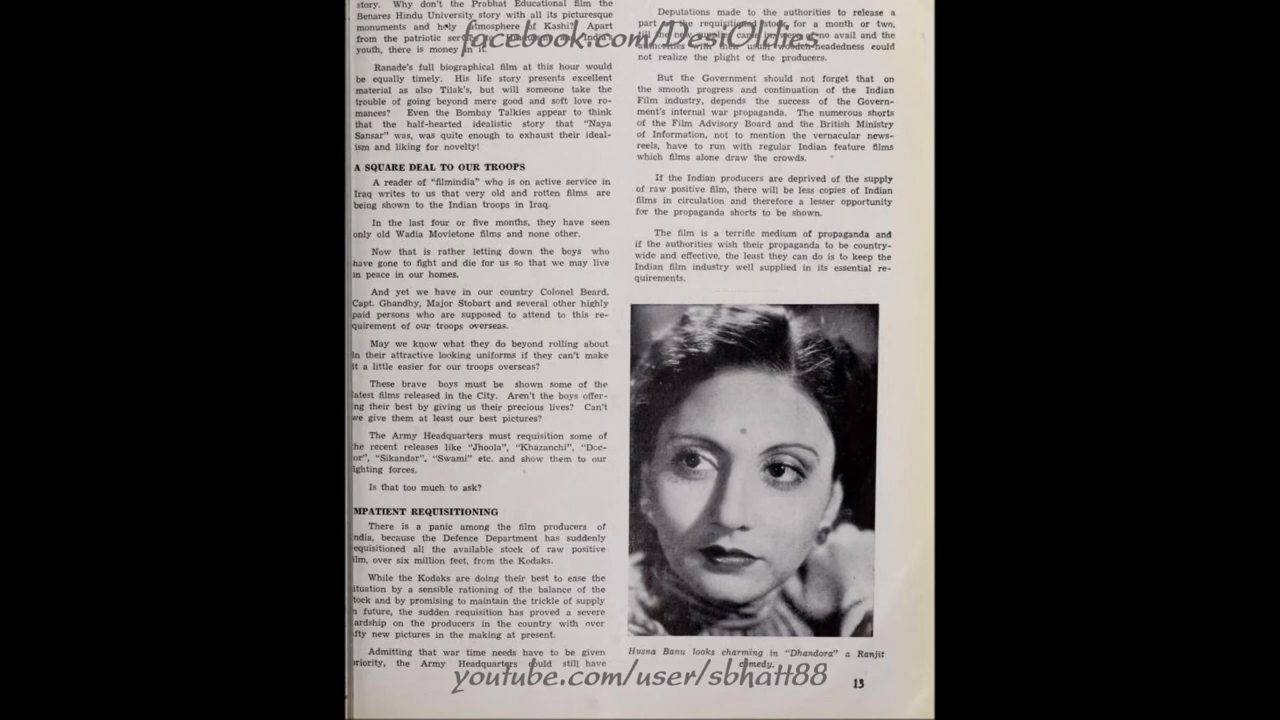 story. Why don't the Prabhat Educational film the
Benares Hindu University story with all its picturesque
monuments and holy atmosphere of Kashi? Apart
from the patriotic India's
youth, there is money in it.
Ranade's full biographical film at this hour would
be equally timely. His life story presents excellent
material as also Tilak's, but will someone take the
trouble of going beyond mere good and soft love ro-
mances? Even the Bombay Talkies appear to think
that the half-hearted idealistic story that "Naya
Sansar" was, was quite enough to exhaust their ideal-
ism and liking for novelty!
A SQUARE DEAL TO OUR TROOPS
A reader of "filmindia" who is on active service in
Iraq writes to us that very old and rotten films are
being shown to the Indian troops in Iraq.
In the last four or five months, they have seen
only old Wadia Movietone films and none other.
Now that is rather letting down the boys who
have gone to fight and die for us so that we may live
in peace in our homes.
And yet we have in our country Colonel Beard,
Capt. Ghandhy, Major Stobart and several other highly
paid persons who are supposed to attend to this re-
quirement of our troops overseas.
May we know what they do beyond rolling about
in their attractive looking uniforms if they can't make
it a little easier for our troops overseas?
These brave boys must be shown some of the
latest films released in the City. Aren't the boys offer-
ing their best by giving us their precious lives? Can't
we give them at least our best pictures?
The Army Headquarters must requisition some of
he recent releases like "Jhoola", "Khazanchi", "Doc-
or", "Sikandar", "Swami" etc. and show them to our
ighting forces.
Is that too much to ask?
MPATIENT REQUISITIONING
There is a panic among the film producers of
ndia, because the Defence Department has suddenly
equisitioned all the available stock of raw positive
ilm, over six million feet, from the Kodaks.
While the Kodaks are doing their best to ease the
ituation by a sensible rationing of the balance of the
tock and by promising to maintain the trickle of supply
n future, the sudden requisition has proved a severe
ardship on the producers in the country with over
fty new pictures in the making at present.
Admitting that war time needs have to be given
riority, the Army Headquarters could still have
Deputations made to the authorities to release a
part of the requisitioned stock, for a month or two,
till the new supplies came in, were of no avail and the
authorities with their usual wooden-headedness could
not realize the plight of the producers.
But the Government should not forget that on
the smooth progress and continuation of the Indian
Film industry, depends the success of the Govern-
ment's internal war propaganda. The numerous shorts
of the Film Advisory Board and the British Ministry
of Information, not to mention the vernacular news-
reels, have to run with regular Indian feature films
which films alone draw the crowds.
If the Indian producers are deprived of the supply
of raw positive film, there will be less copies of Indian
films in circulation and therefore a lesser opportunity
for the propaganda shorts to be shown.
The film is a terrific medium of propaganda and
if the authorities wish their propaganda to be country-
wide and effective, the least they can do is to keep the
Indian film industry well supplied in its essential re-
quirements.
Husna Banu looks charming in "Dhandora" a Ranjit
comedy.
13
facebook.com/DesiOldies
youtube.com/user/sbhatt88